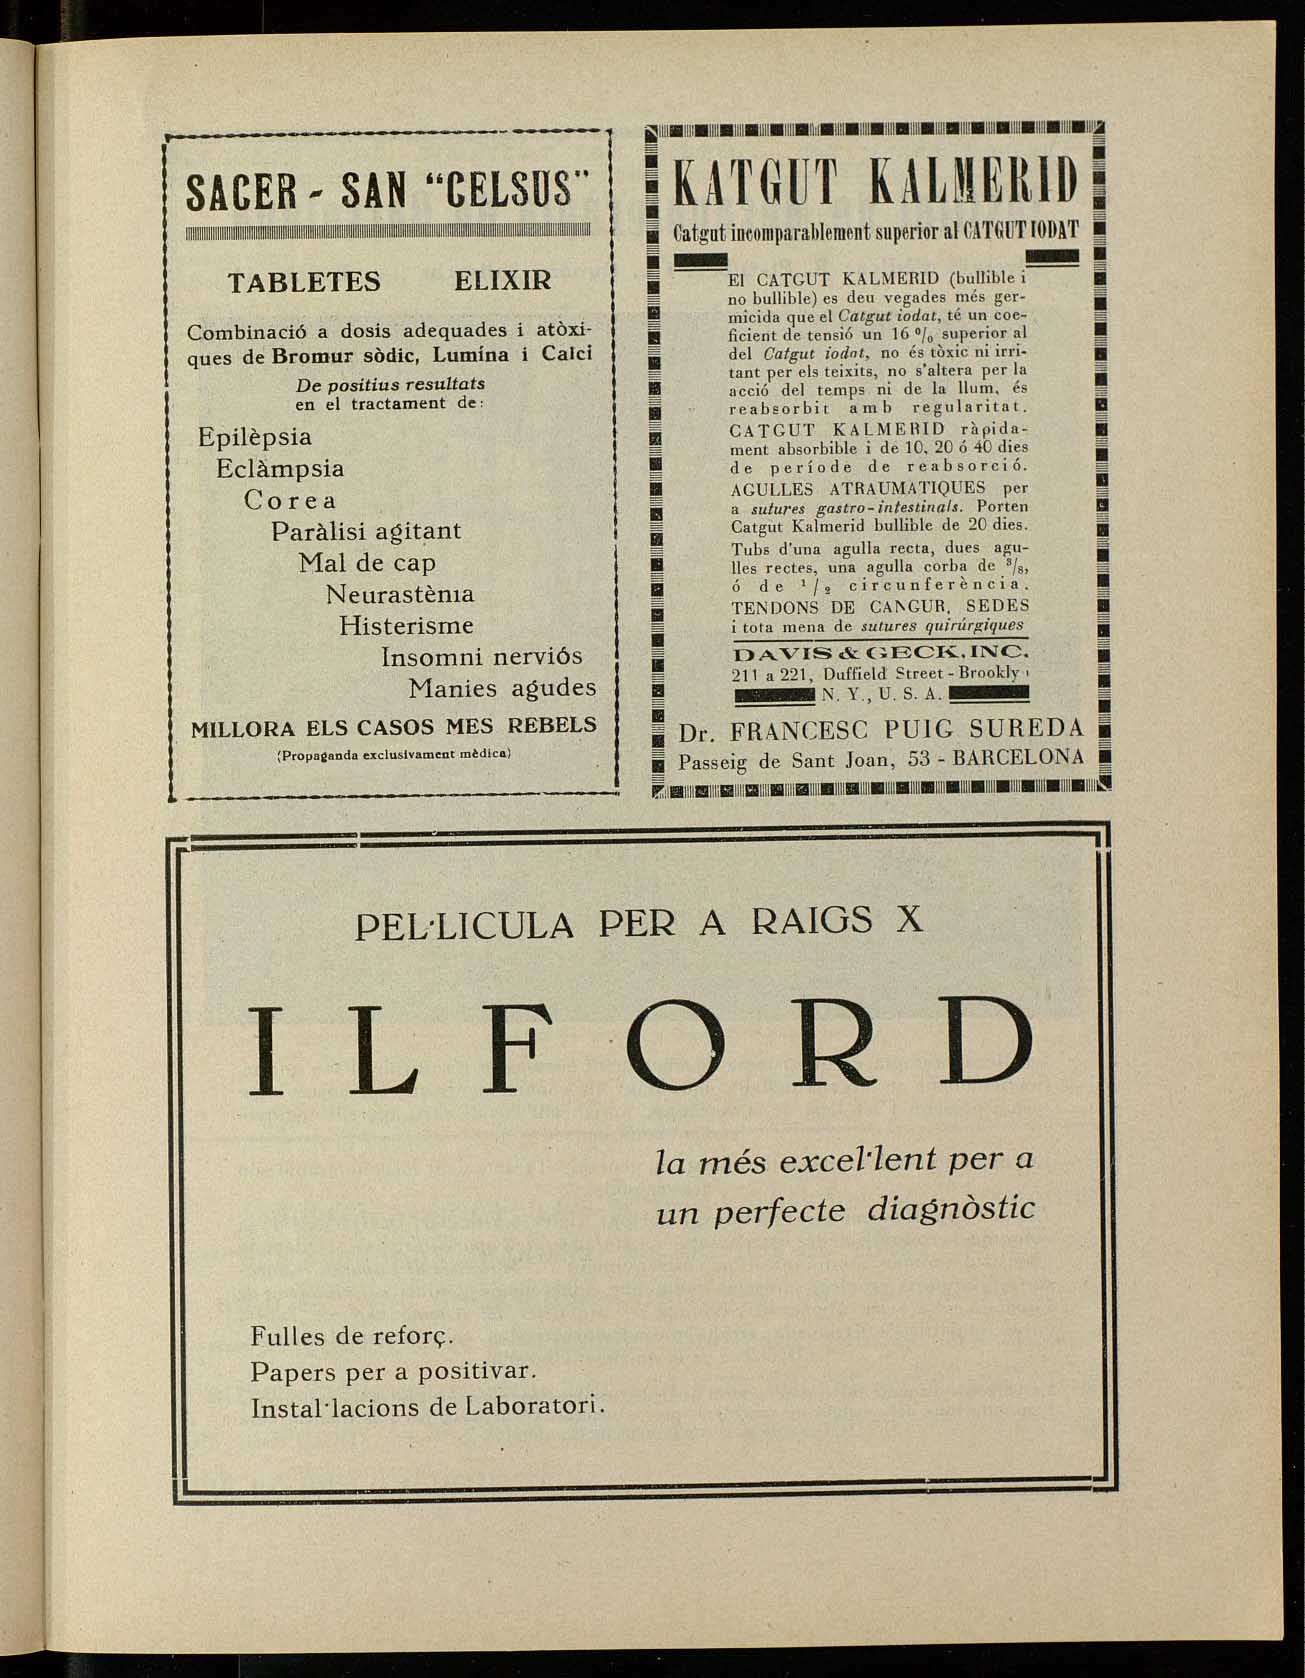 SACER - SAN "CELSUS"
TABLETES ELIXIR
Combinació a dosis adequades i atòxi-
ques de Bromur sòdic, Lumína i Calci
De positius resultats
en el tractament de:
Epilèpsia
Eclàmpsia
Corea
Paràlisi agitant
Mal de cap
Neurastènia
Histerisme
Insomni nerviós
Manies agudes
MILLORA ELS CASOS MES REBELS
(Propaganda exclusivament mèdica)
KATGUT KALMERID
Catgut incomparablement superior al CATGUT IODAT
El CATGUT KALMERID (bullible i
no bullible) es deu vegades més ger-
micida que el Catgut iodat, té un coe-
ficient de tensió un 16 % superior al
del Catgut iodat, no és tòxic ni irri-
tant per els teixits, no s'altera per la
acció del temps ni de la llum, és
reabsorbit amb regularitat.
CATGUT KALMERID ràpida-
ment absorbible i de 10, 20 ó 40 dies
de període de reabsorció.
AGULLES ATRAUMATIQUES per
a sutures gastro-intestinals. Porten
Catgut Kalmerid bullible de 20 dies.
Tubs d'una agulla recta, dues agu-
lles rectes, una agulla corba de 3/8,
ó de 1/2 circunferència.
TENDONS DE CANGUR, SEDES
i tota mena de sutures quirúrgiques
DAVIS & GECK, INC.
211 a 221, Duffield Street - Brookly
N. Y., U. S. A.
Dr. FRANCESC PUIG SUREDA
Passeig de Sant Joan, 53 - BARCELONA
PEL·LICULA PER A RAIGS X
ILFORD
la més excel·lent per a
un perfecte diagnòstic
Fulles de reforç.
Papers per a positivar.
Instal·lacions de Laboratori.